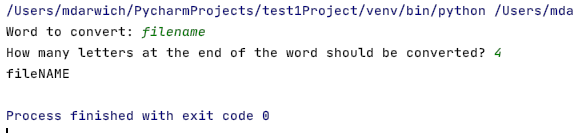 /Users/mdarwich/PycharmProjects/test1Project/venv/bin/python /Users/mda
Word to convert: filename
How many letters at the end of the word should be converted? 4
fileNAME
Process finished with exit code 0